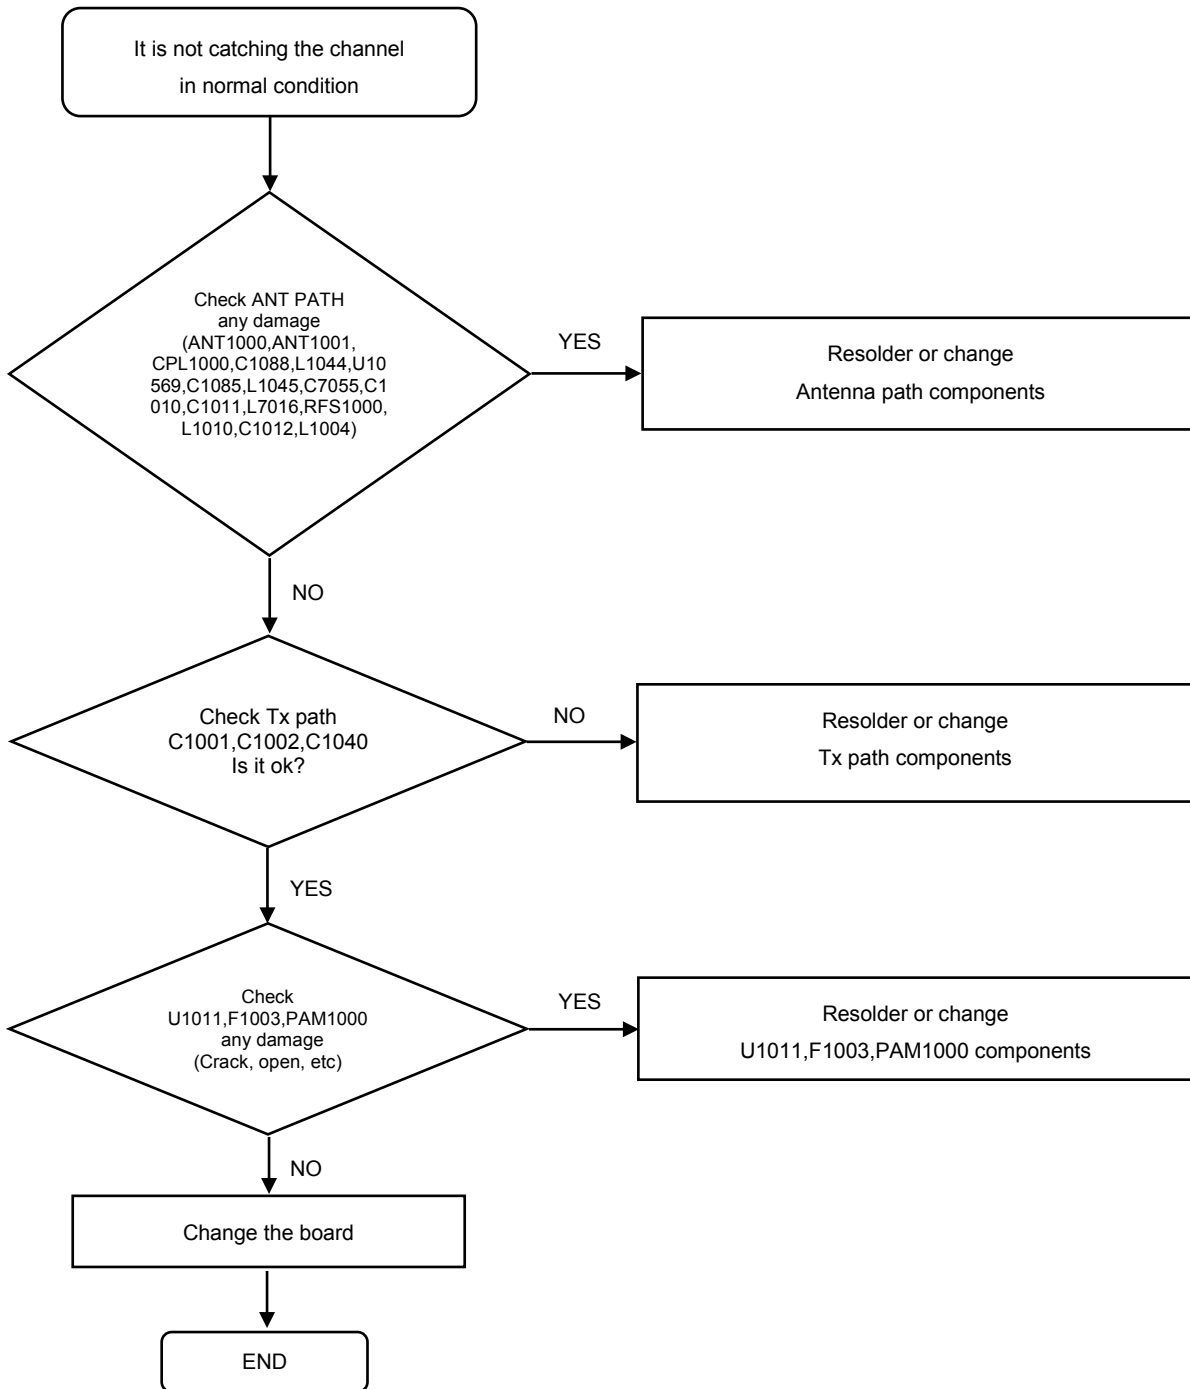 It is not catching the channel
in normal condition
Check ANT PATH
any damage
(ANT1000,ANT1001,
CPL1000,C1088,L1044,U10
569,C1085,L1045,C7055,C1
010,C1011,L7016,RFS1000,
L1010,C1012,L1004)
YES
Resolder or change
Antenna path components
NO
Check Tx path
C1001,C1002,C1040
Is it ok?
NO
Resolder or change
Tx path components
YES
Check
U1011,F1003,PAM1000
any damage
(Crack, open, etc)
YES
Resolder or change
U1011,F1003,PAM1000 components
NO
Change the board
END